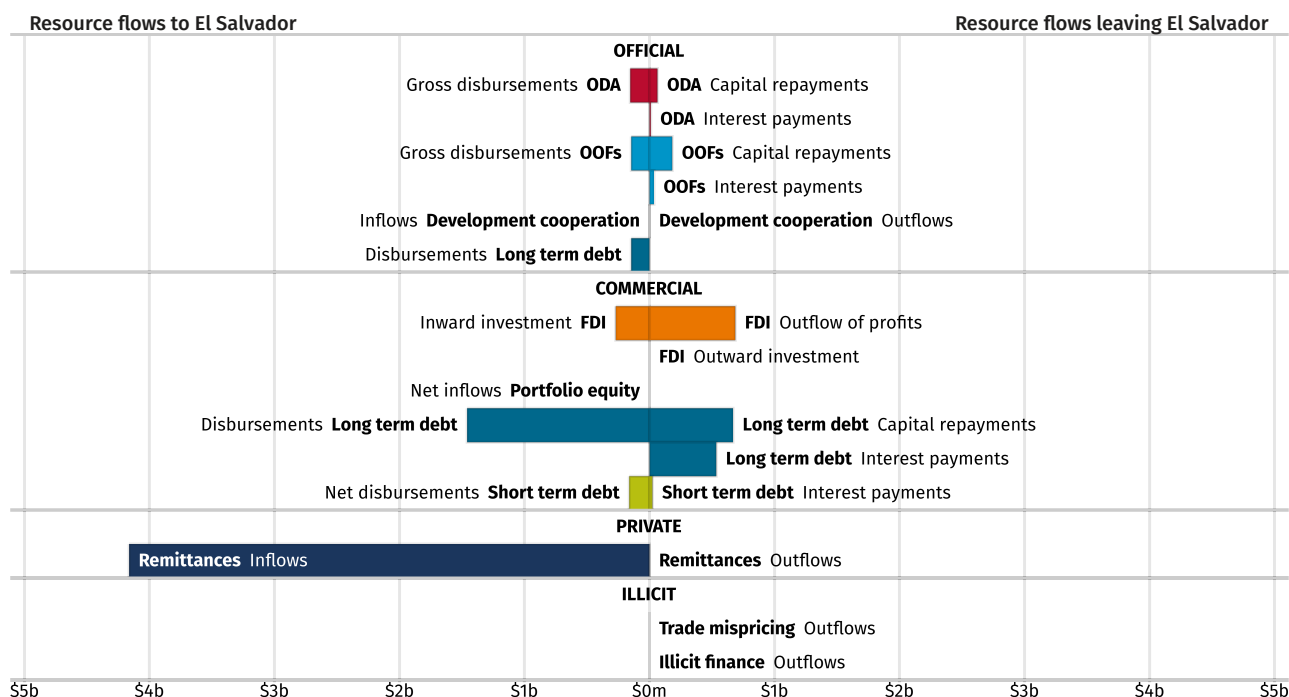 Resource flows to El Salvador Resource flows leaving El Salvador
OFFICIAL
Gross disbursements ODA ODA Capital repayments
ODA Interest payments
Gross disbursements OOFs OOFs Capital repayments
OOFs Interest payments
Inflows Development cooperation Development cooperation Outflows
Disbursements Long term debt
COMMERCIAL
Inward investment FDI FDI Outflow of profits
FDI Outward investment
Net inflows Portfolio equity
Disbursements Long term debt Long term debt Capital repayments
Long term debt Interest payments
Net disbursements Short term debt Short term debt Interest payments
PRIVATE
Remittances Inflows Remittances Outflows
ILLICIT
Trade mispricing Outflows
Illicit finance Outflows
$5b $4b $3b $2b $1b $0m $1b $2b $3b $4b $5b